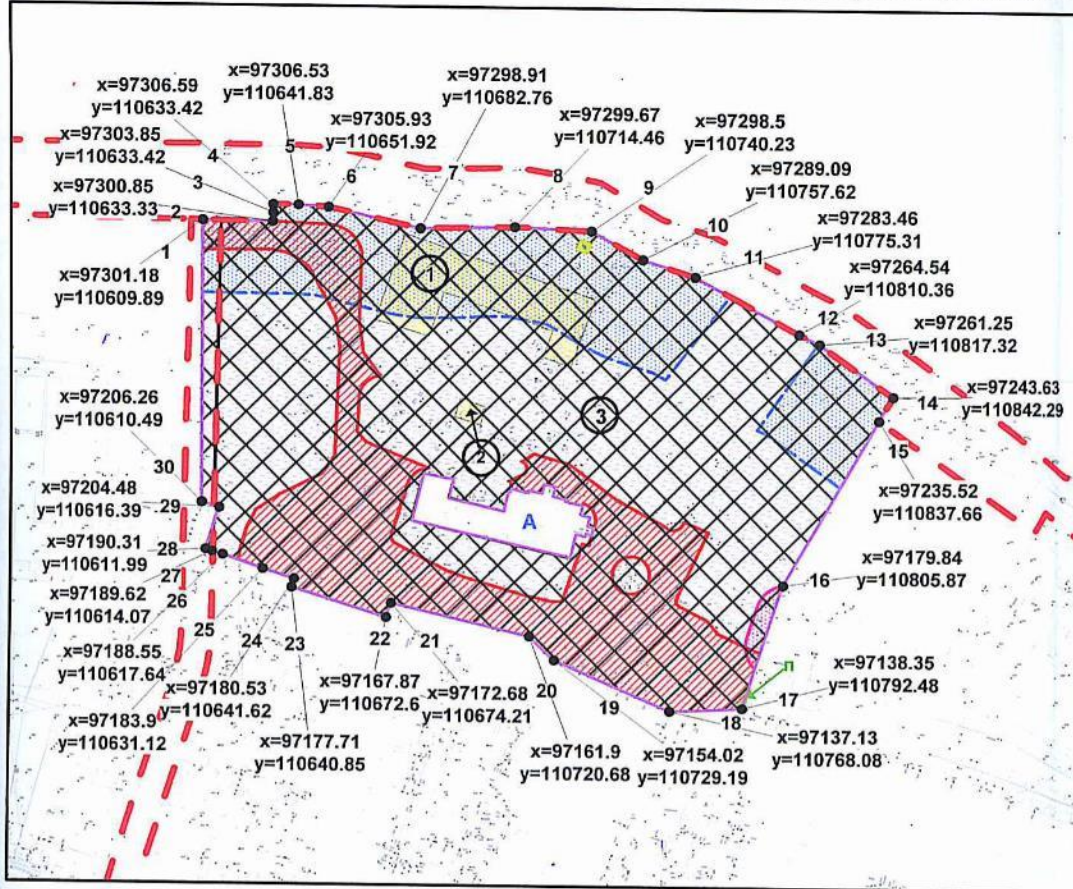 x=97306.59
y=110633.42
x=97306.53
y=110641.83
x=97298.91
y=110682.76
x=97299.67
y=110714.46
x=97298.5
y=110740.23
x=97305.93
y=110651.92
x=97303.85
y=110633.42
x=97300.85
y=110633.33
4
5
6
7
8
9
3
2
1
x=97289.09
y=110757.62
10
x=97283.46
y=110775.31
11
x=97301.18
y=110609.89
1
x=97264.54
y=110810.36
12
x=97261.25
y=110817.32
13
x=97243.63
y=110842.29
14
15
3
2
x=97206.26
y=110610.49
30
x=97204.48
y=110616.39
29
x=97235.52
y=110837.66
А
x=97190.31
y=110611.99
28
27
x=97179.84
y=110805.87
16
x=97189.62
y=110614.07
26
25
24
23
22
21
20
19
18
17
п
x=97188.55
y=110617.64
x=97138.35
y=110792.48
x=97180.53
y=110641.62
x=97167.87
y=110672.6
x=97172.68
y=110674.21
x=97183.9
y=110631.12
x=97177.71
y=110640.85
x=97161.9
y=110720.68
x=97154.02
y=110729.19
x=97137.13
y=110768.08